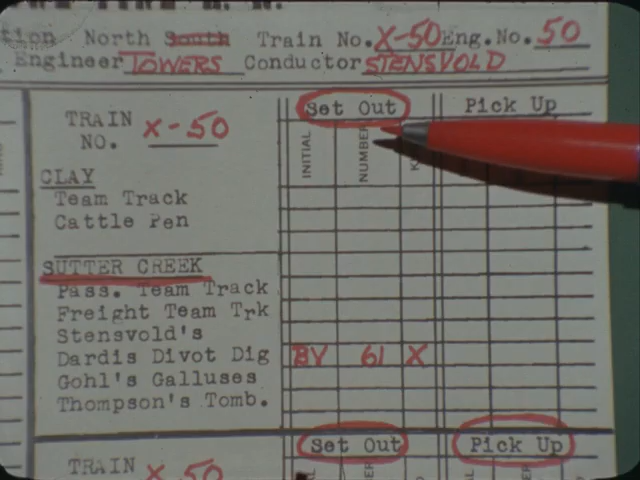 tion North South Train No. X-50 Eng. No. 50
Engineer TOWERS Conductor STENSVOLD
TRAIN NO. X-50
Set Out
Pick Up
INITIAL
NUMBER
CLAY
Team Track
Cattle Pen
SUTTER CREEK
Pass. Team Track
Freight Team Trk
Stensvold's
Dardis Divot Dig BV 61 X
Gohl's Galluses
Thompson's Tomb.
Set Out
Pick Up
TRAIN X 50